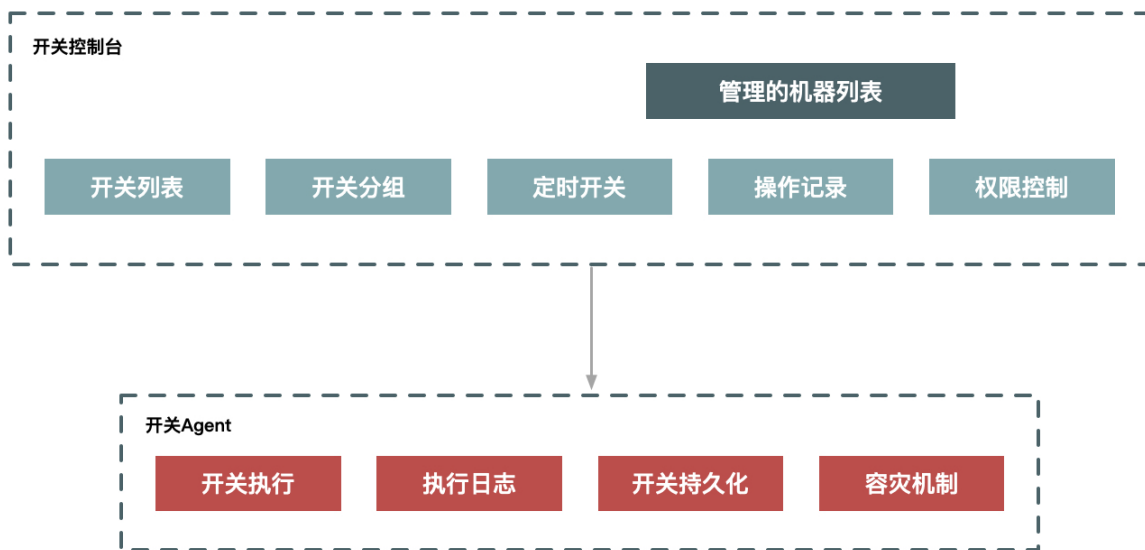 开关控制台
管理的机器列表
开关列表
开关分组
定时开关
操作记录
权限控制
开关Agent
开关执行
执行日志
开关持久化
容灾机制